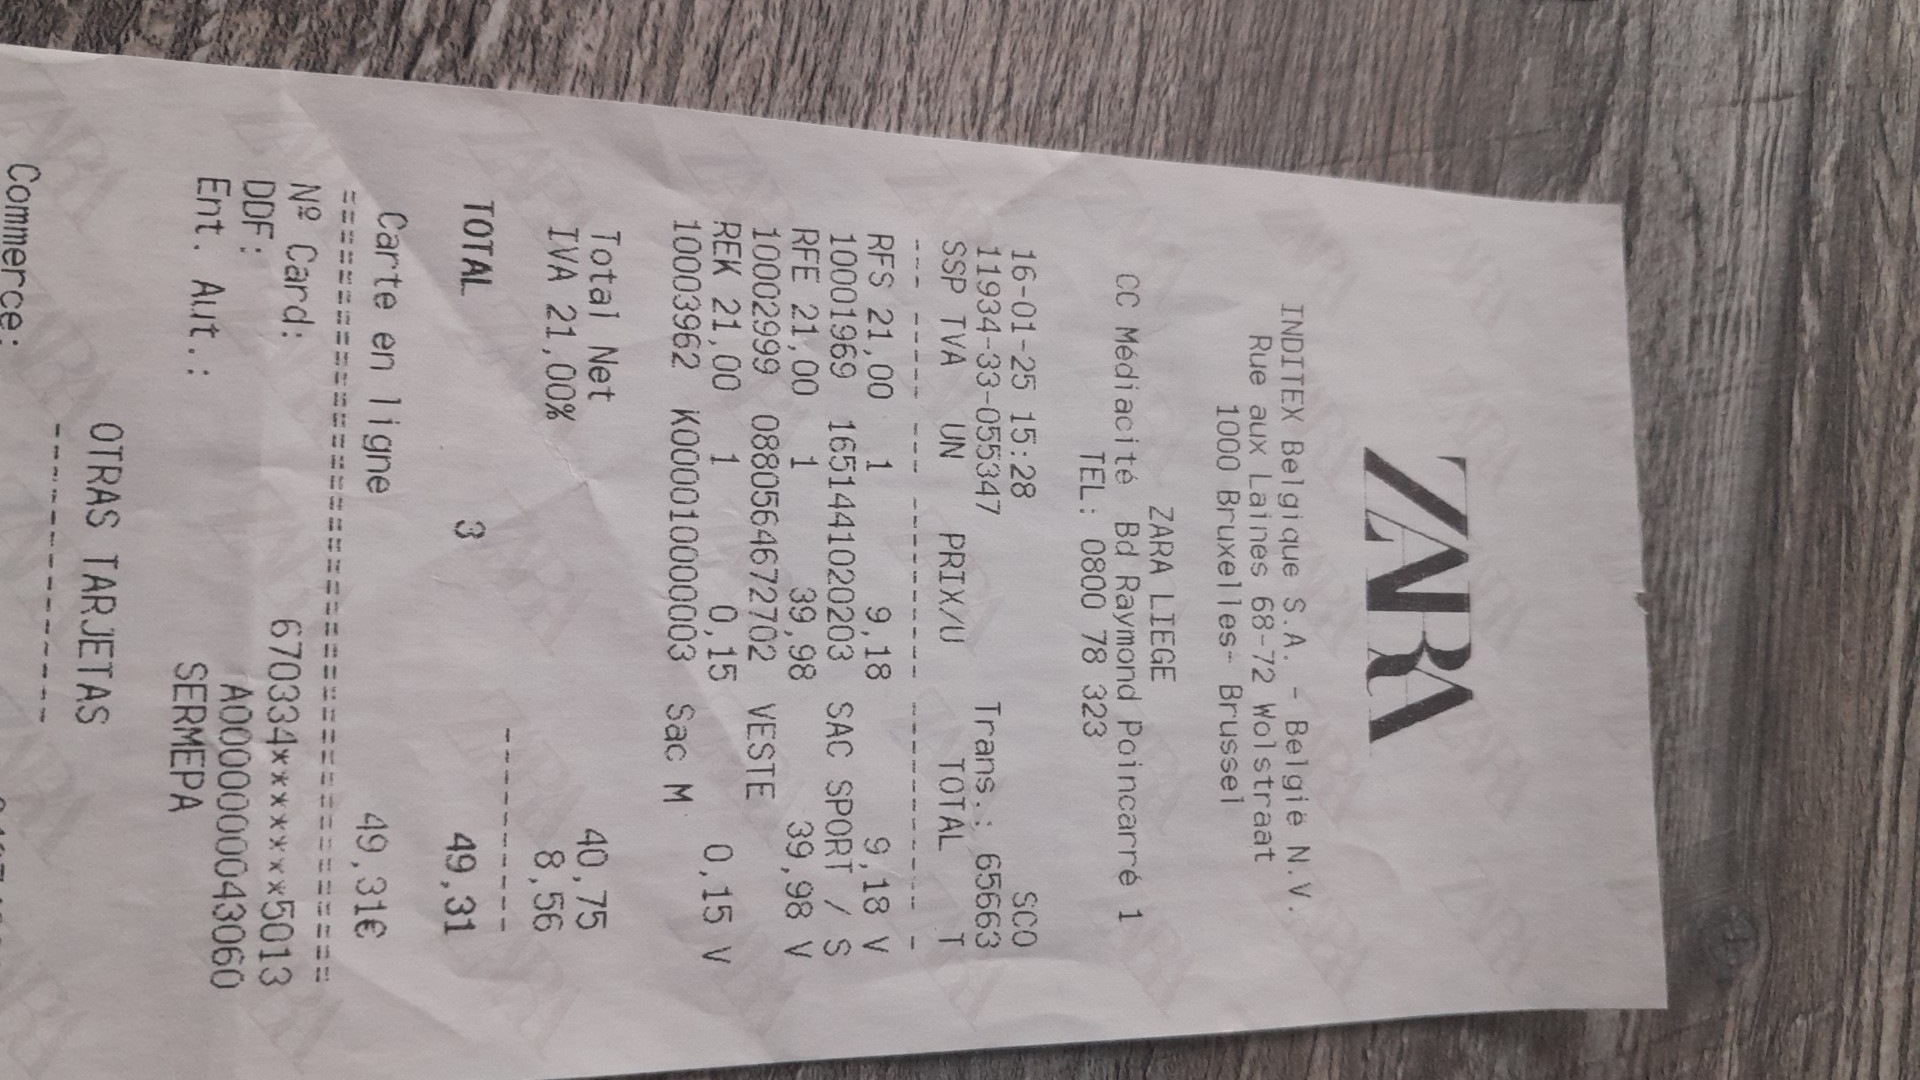 ZARA
INDITEX Belgique S.A. - België N.V.
Rue aux Laines 68-72 Wolstraat
1000 Bruxelles- Brussel
ZARA LIEGE
CC Médiacité Bd Raymond Poincarré 1
TEL: 0800 78 323
16-01-25 15:28 SCO
11934-33-055347 Trans.: 65663
SSP TVA UN PRIX/U TOTAL T
--- ----- --- --------- ---------- -
RFS 21,00 1 9,18 9,18 V
10001969 1651441020203 SAC SPORT / S
RFE 21,00 1 39,98 39,98 V
10002999 0880564672702 VESTE
REK 21,00 1 0,15 0,15 V
10003962 K0000100000003 Sac M
Total Net 40,75
IVA 21,00% 8,56
----------
TOTAL 3 49,31
Carte en ligne 49,31€
========================================
Nº Card: 670334*********5013
DDF: A0000000043060
Ent. Aut.: SERMEPA
OTRAS TARJETAS
--------------
Commerce: